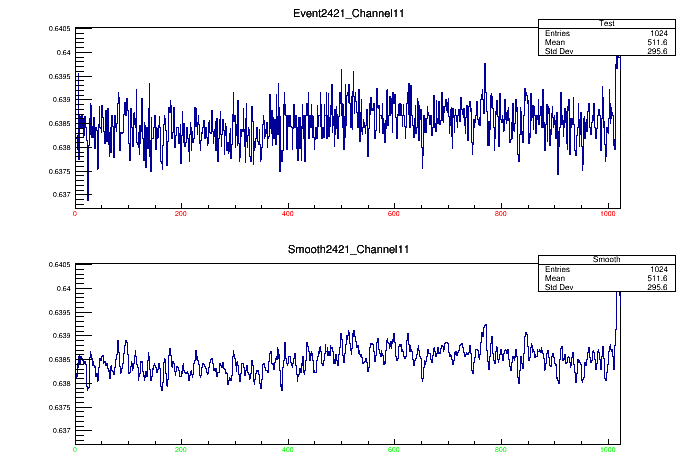 Event2421_Channel11
Test
Entries 1024
Mean 511.6
Std Dev 295.6
0.6405
0.64
0.6395
0.639
0.6385
0.638
0.6375
0.637
0 200 400 600 800 1000
Smooth2421_Channel11
Smooth
Entries 1024
Mean 511.6
Std Dev 295.6
0.6405
0.64
0.6395
0.639
0.6385
0.638
0.6375
0.637
0 200 400 600 800 1000